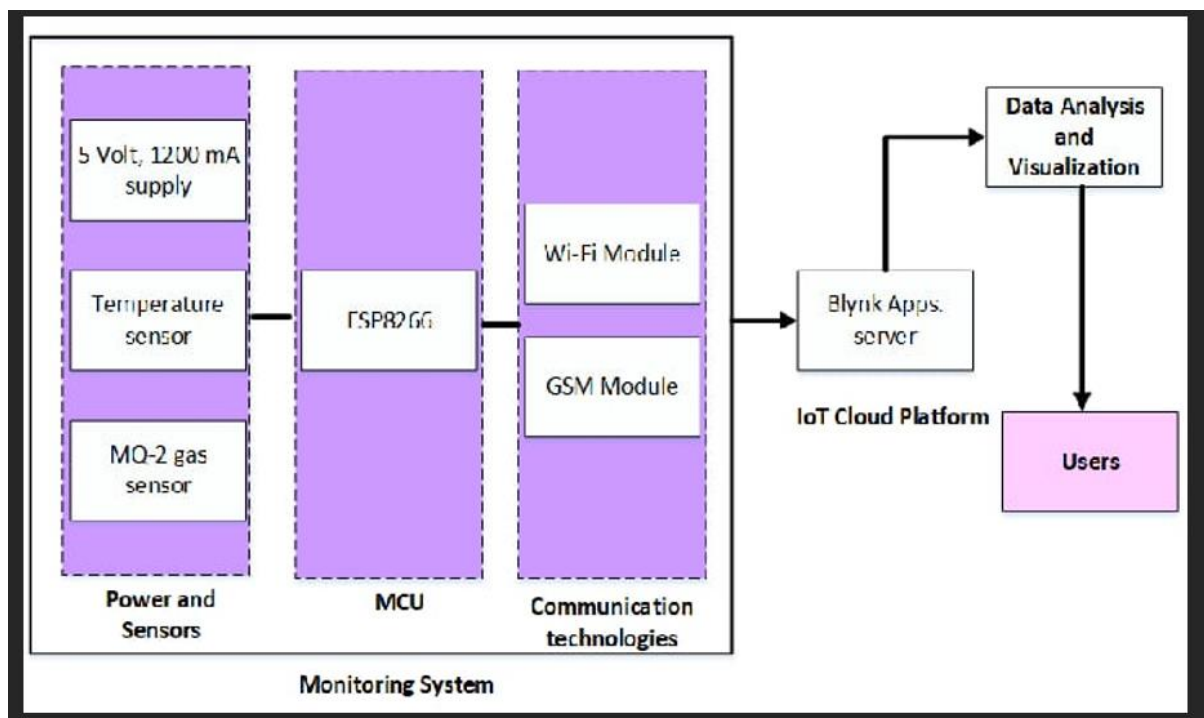 5 Volt, 1200 mA
supply
Temperature
sensor
MQ-2 gas
sensor
Power and
Sensors
ESP8266
MCU
Wi-Fi Module
GSM Module
Communication
technologies
Monitoring System
Blynk Apps.
server
IoT Cloud Platform
Data Analysis
and
Visualization
Users